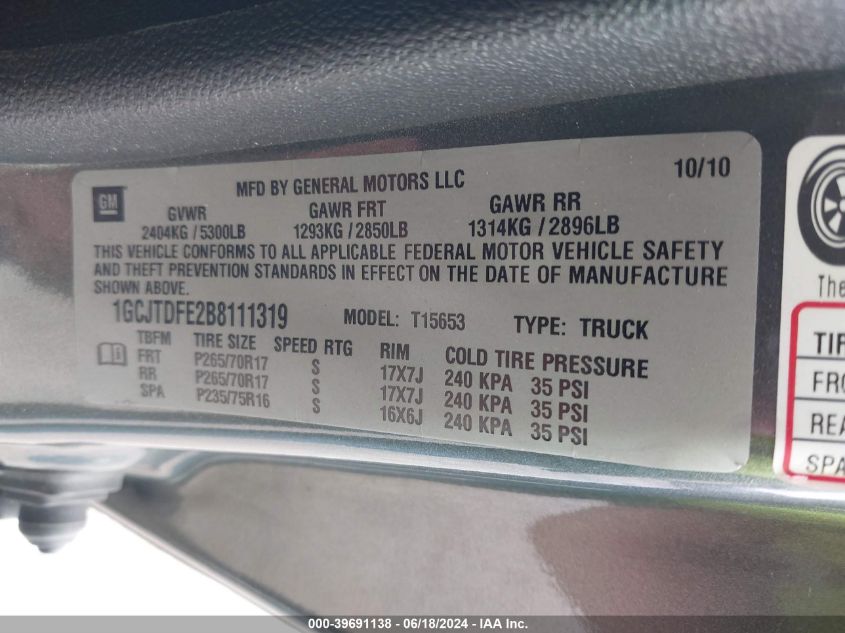 GM
MFD BY GENERAL MOTORS LLC 10/10
GVWR GAWR FRT GAWR RR
2404KG / 5300LB 1293KG / 2850LB 1314KG / 2896LB
THIS VEHICLE CONFORMS TO ALL APPLICABLE FEDERAL MOTOR VEHICLE SAFETY
AND THEFT PREVENTION STANDARDS IN EFFECT ON THE DATE OF MANUFACTURE
SHOWN ABOVE.
1GCJTDFE2B8111319 MODEL: T15653 TYPE: TRUCK
TBFM TIRE SIZE SPEED RTG RIM COLD TIRE PRESSURE
FRT P265/70R17 S 17X7J 240 KPA 35 PSI
RR P265/70R17 S 17X7J 240 KPA 35 PSI
SPA P235/75R16 S 16X6J 240 KPA 35 PSI
The
TIR
FRO
REA
SPA
000-39691138 - 06/18/2024 - IAA Inc.